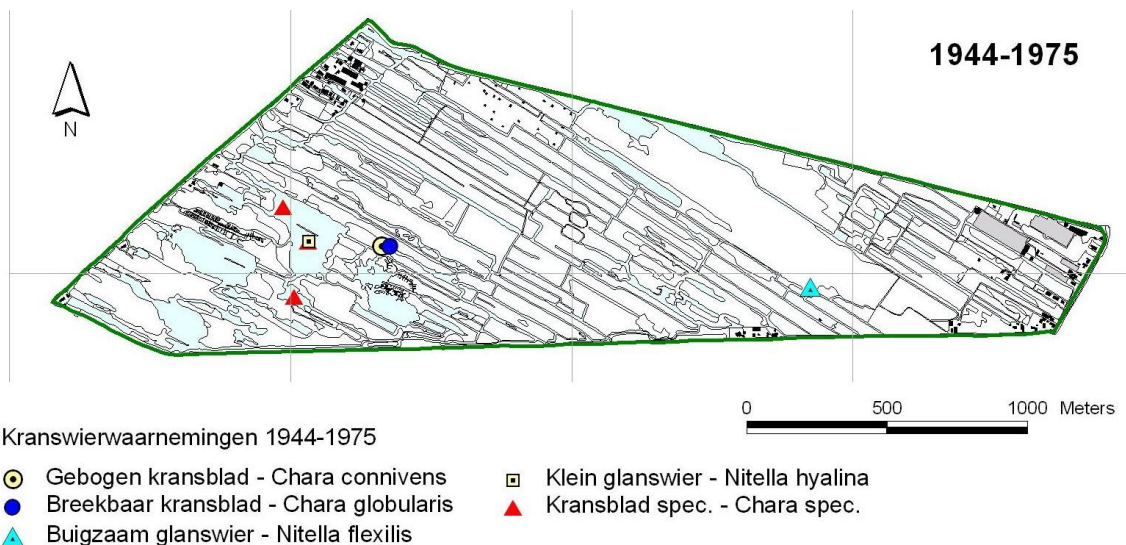 1944-1975
N
0 500 1000 Meters
Kranswierwaarnemingen 1944-1975
Gebogen kransblad - Chara connivens
Breekbaar kransblad - Chara globularis
Buigzaam glanswier - Nitella flexilis
Klein glanswier - Nitella hyalina
Kransblad spec. - Chara spec.